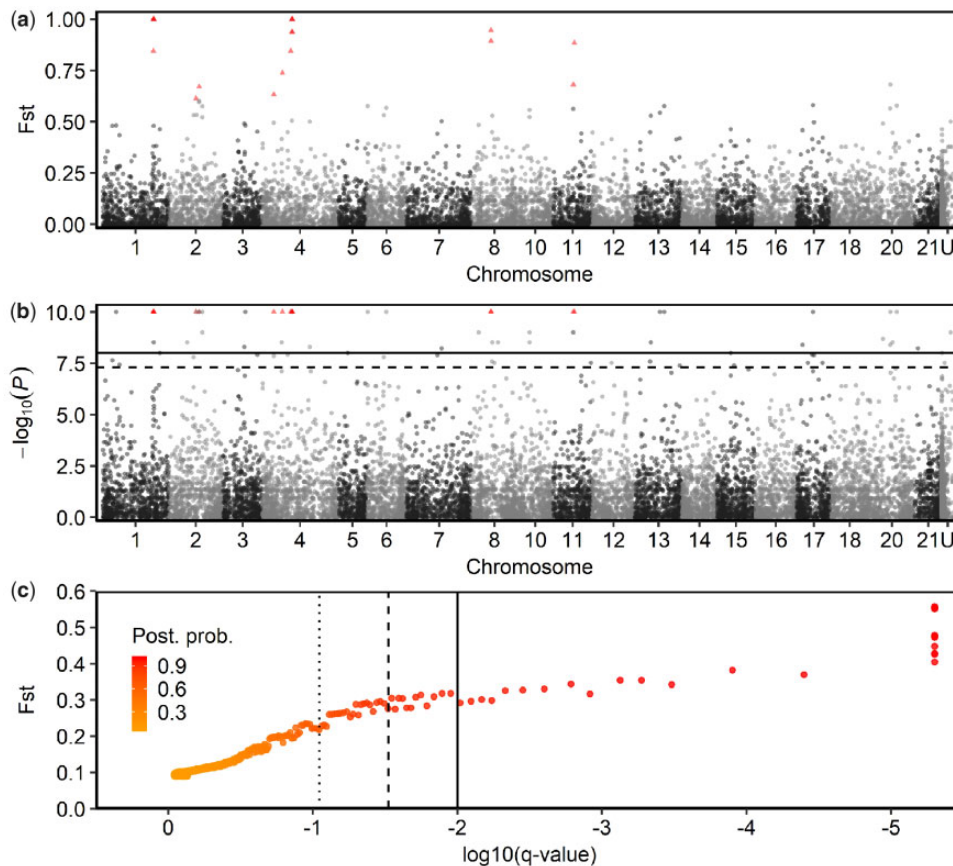 (a)
1.00
0.75
0.50
0.25
0.00
Fst
1 2 3 4 5 6 7 8 10 11 12 13 14 15 16 17 18 20 21U
Chromosome
(b)
10.0
7.5
5.0
2.5
0.0
−log10(P)
1 2 3 4 5 6 7 8 10 11 12 13 14 15 16 17 18 20 21U
Chromosome
(c)
0.6
0.5
0.4
0.3
0.2
0.1
0.0
Fst
Post. prob.
0.9
0.6
0.3
0 -1 -2 -3 -4 -5
log10(q-value)